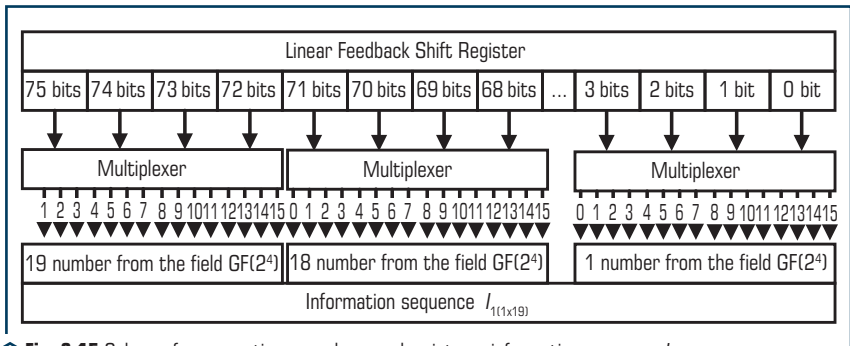 Linear Feedback Shift Register
75 bits 74 bits 73 bits 72 bits 71 bits 70 bits 69 bits 68 bits ... 3 bits 2 bits 1 bit 0 bit
Multiplexer Multiplexer Multiplexer
1 2 3 4 5 6 7 8 9 10 11 12 13 14 15 0 1 2 3 4 5 6 7 8 9 10 11 12 13 14 15 0 1 2 3 4 5 6 7 8 9 10 11 12 13 14 15
19 number from the field GF(2⁴) 18 number from the field GF(2⁴) 1 number from the field GF(2⁴)
Information sequence I₁₍₁ₓ₁₉₎